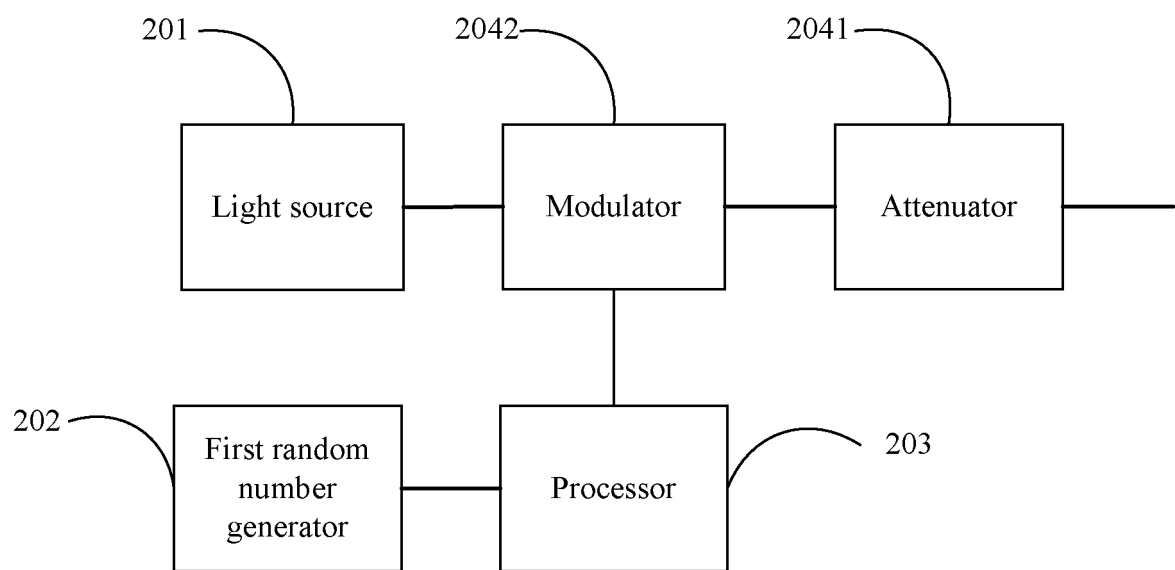 201
2042
2041
Light source
Modulator
Attenuator
202
First random
number
generator
Processor
203